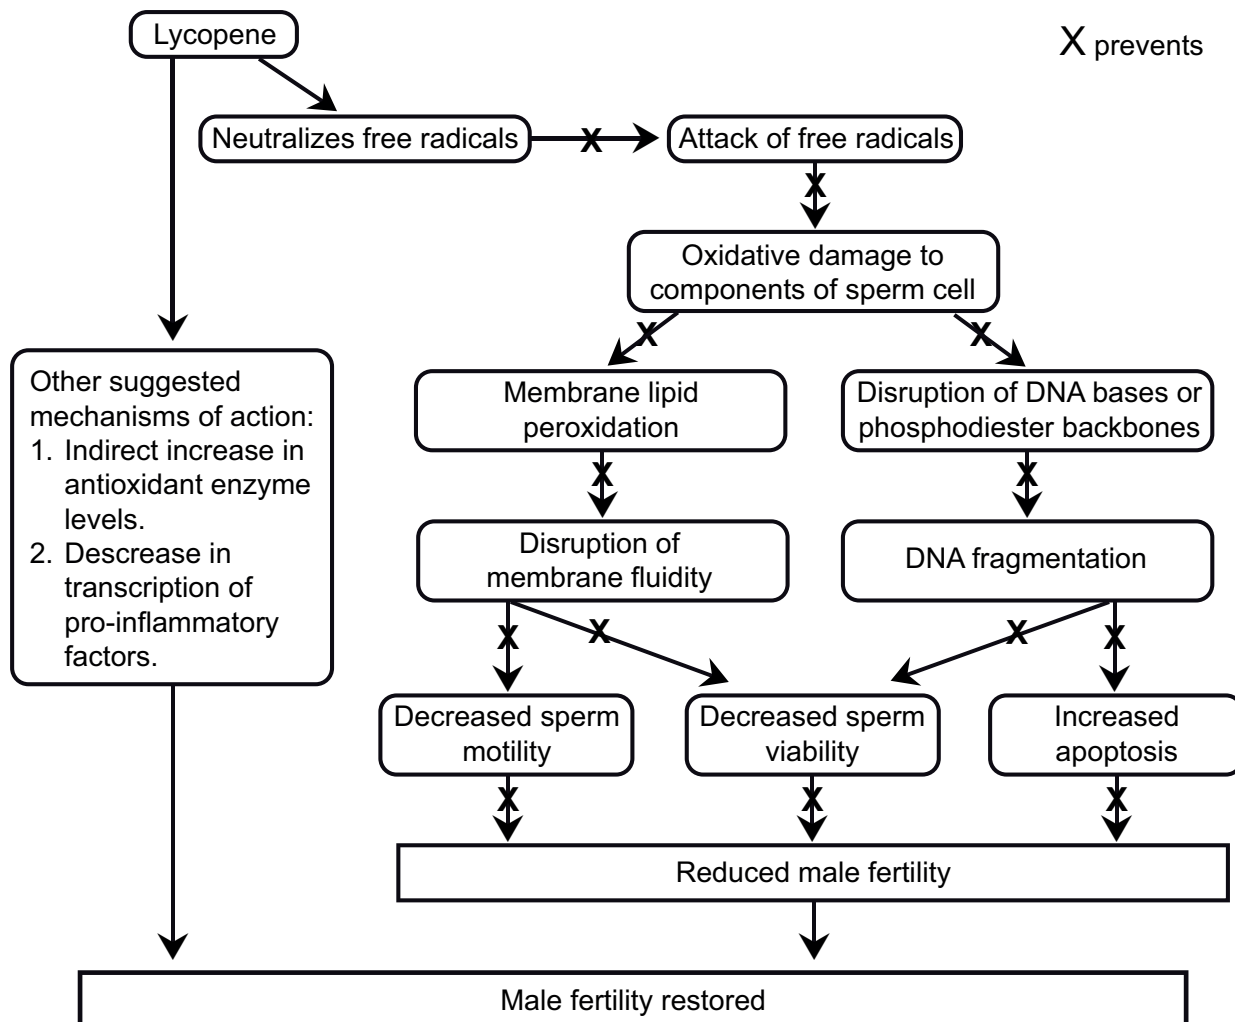 Lycopene
X prevents
Neutralizes free radicals
X
Attack of free radicals
X
Oxidative damage to
components of sperm cell
X
X
Other suggested
mechanisms of action:
1. Indirect increase in
antioxidant enzyme
levels.
2. Descrease in
transcription of
pro-inflammatory
factors.
Membrane lipid
peroxidation
Disruption of DNA bases or
phosphodiester backbones
X
X
Disruption of
membrane fluidity
DNA fragmentation
X
X
X
X
Decreased sperm
motility
Decreased sperm
viability
Increased
apoptosis
X
X
X
Reduced male fertility
Male fertility restored